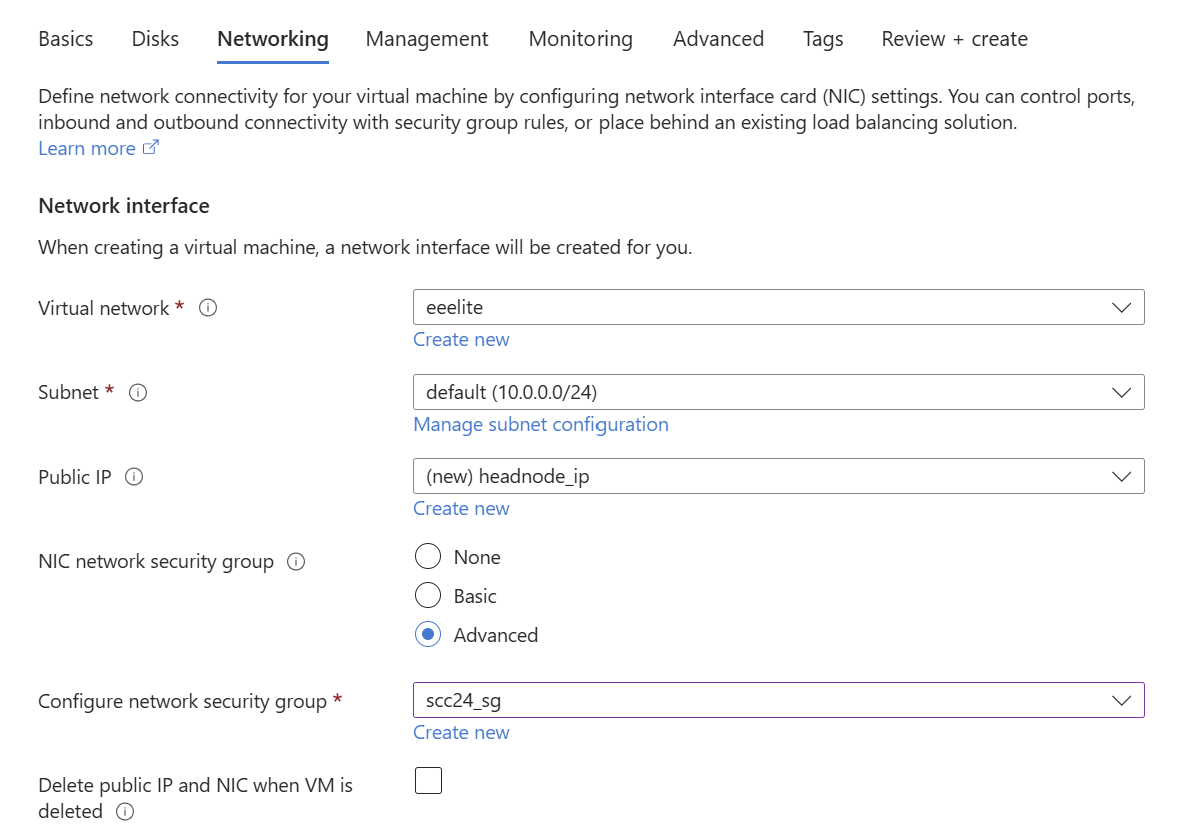 Basics Disks Networking Management Monitoring Advanced Tags Review + create
Define network connectivity for your virtual machine by configuring network interface card (NIC) settings. You can control ports,
inbound and outbound connectivity with security group rules, or place behind an existing load balancing solution.
Learn more
Network interface
When creating a virtual machine, a network interface will be created for you.
Virtual network *
eeelite
Create new
Subnet *
default (10.0.0.0/24)
Manage subnet configuration
Public IP
(new) headnode_ip
Create new
NIC network security group
None
Basic
Advanced
Configure network security group *
scc24_sg
Create new
Delete public IP and NIC when VM is
deleted